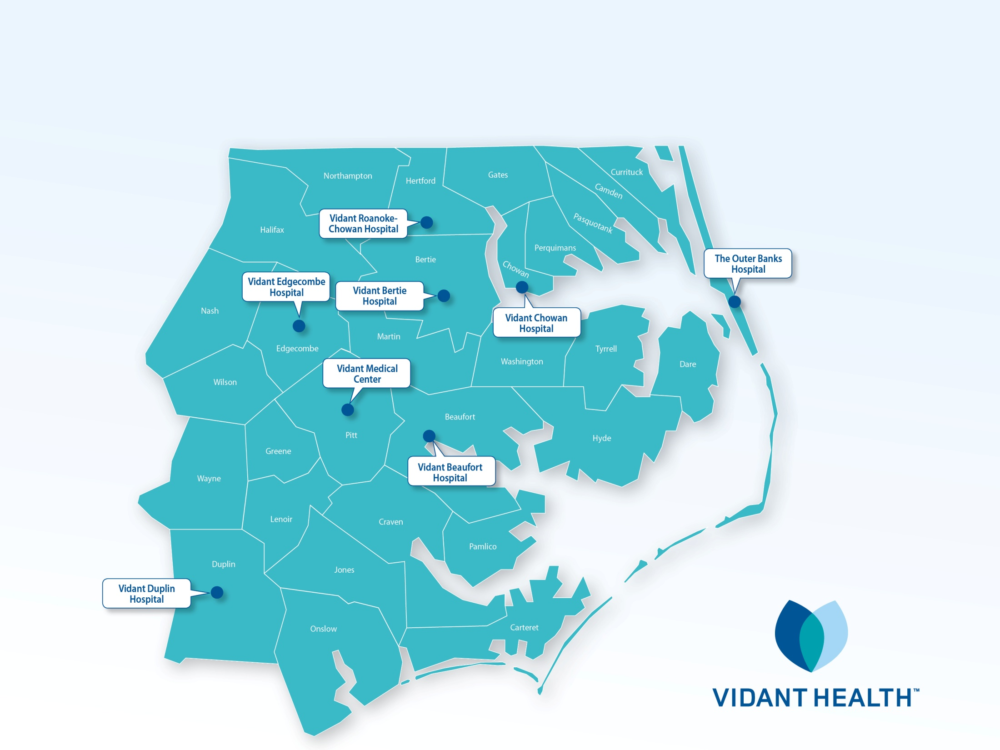 Northampton
Hertford
Gates
Currituck
Camden
Pasquotank
Halifax
Vidant Roanoke-
Chowan Hospital
Perquimans
Bertie
Chowan
The Outer Banks
Hospital
Vidant Edgecombe
Hospital
Vidant Bertie
Hospital
Nash
Vidant Chowan
Hospital
Martin
Edgecombe
Washington
Tyrrell
Dare
Vidant Medical
Center
Wilson
Beaufort
Pitt
Hyde
Greene
Vidant Beaufort
Hospital
Wayne
Lenoir
Craven
Pamlico
Duplin
Jones
Vidant Duplin
Hospital
Onslow
Carteret
VIDANT HEALTH™